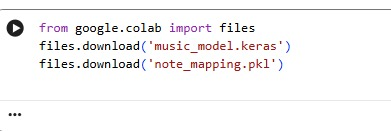 from google.colab import files
files.download('music_model.keras')
files.download('note_mapping.pkl')